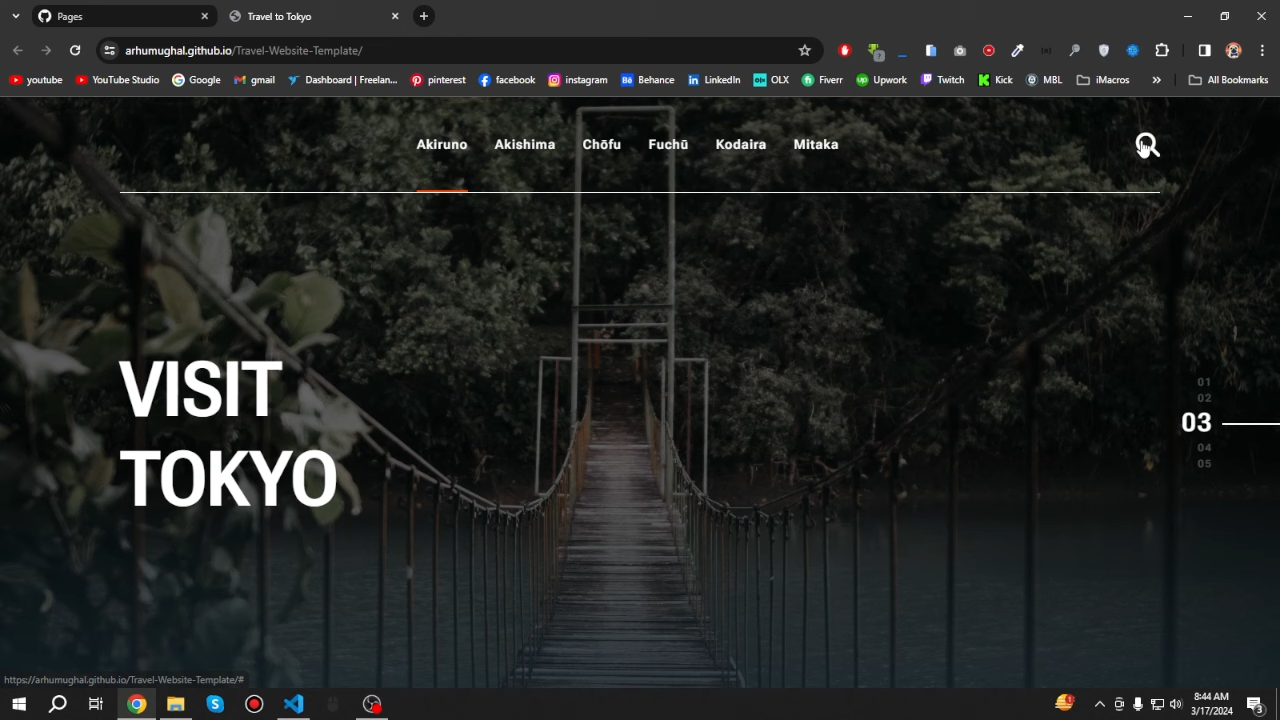 Pages
Travel to Tokyo
arhumughal.github.io/Travel-Website-Template/
youtube YouTube Studio Google gmail Dashboard | Freelan... pinterest facebook instagram Behance LinkedIn OLX Fiverr Upwork Twitch Kick MBL iMacros » All Bookmarks
Akiruno Akishima Chōfu Fuchū Kodaira Mitaka
VISIT
TOKYO
01
02
03
04
05
https://arhumughal.github.io/Travel-Website-Template/#
8:44 AM
3/17/2024